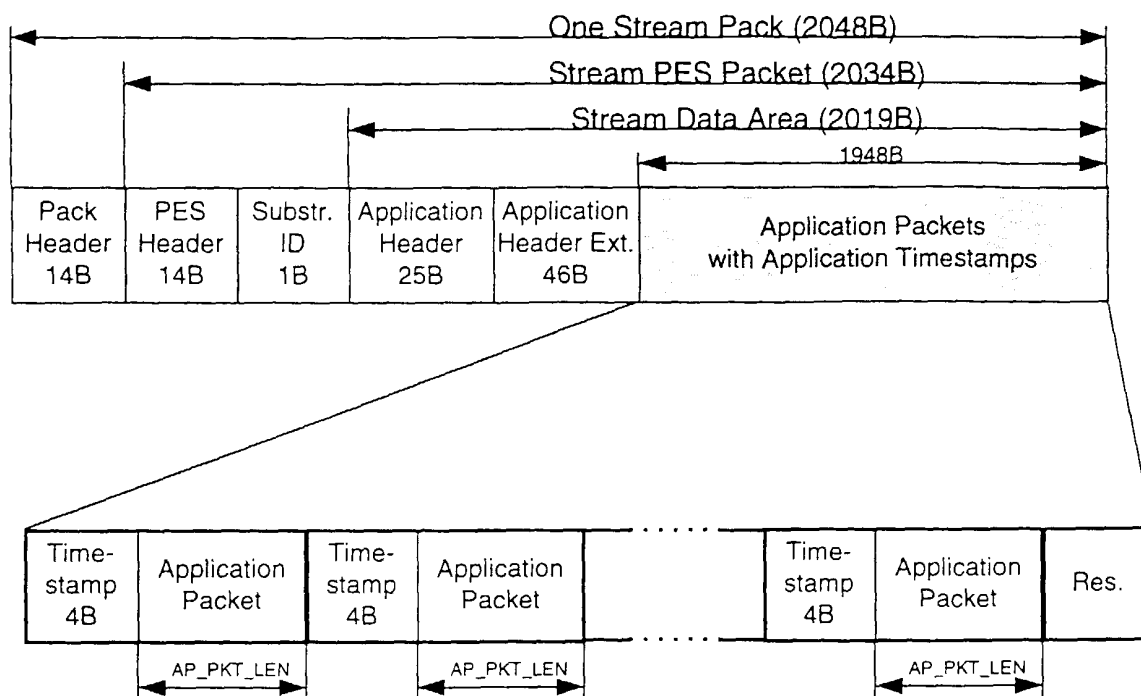 One Stream Pack (2048B)
Stream PES Packet (2034B)
Stream Data Area (2019B)
1948B
Pack
Header
14B
PES
Header
14B
Substr.
ID
1B
Application
Header
25B
Application
Header Ext.
46B
Application Packets
with Application Timestamps
Time-
stamp
4B
Application
Packet
Time-
stamp
4B
Application
Packet
Time-
stamp
4B
Application
Packet
Res.
AP_PKT_LEN
AP_PKT_LEN
AP_PKT_LEN